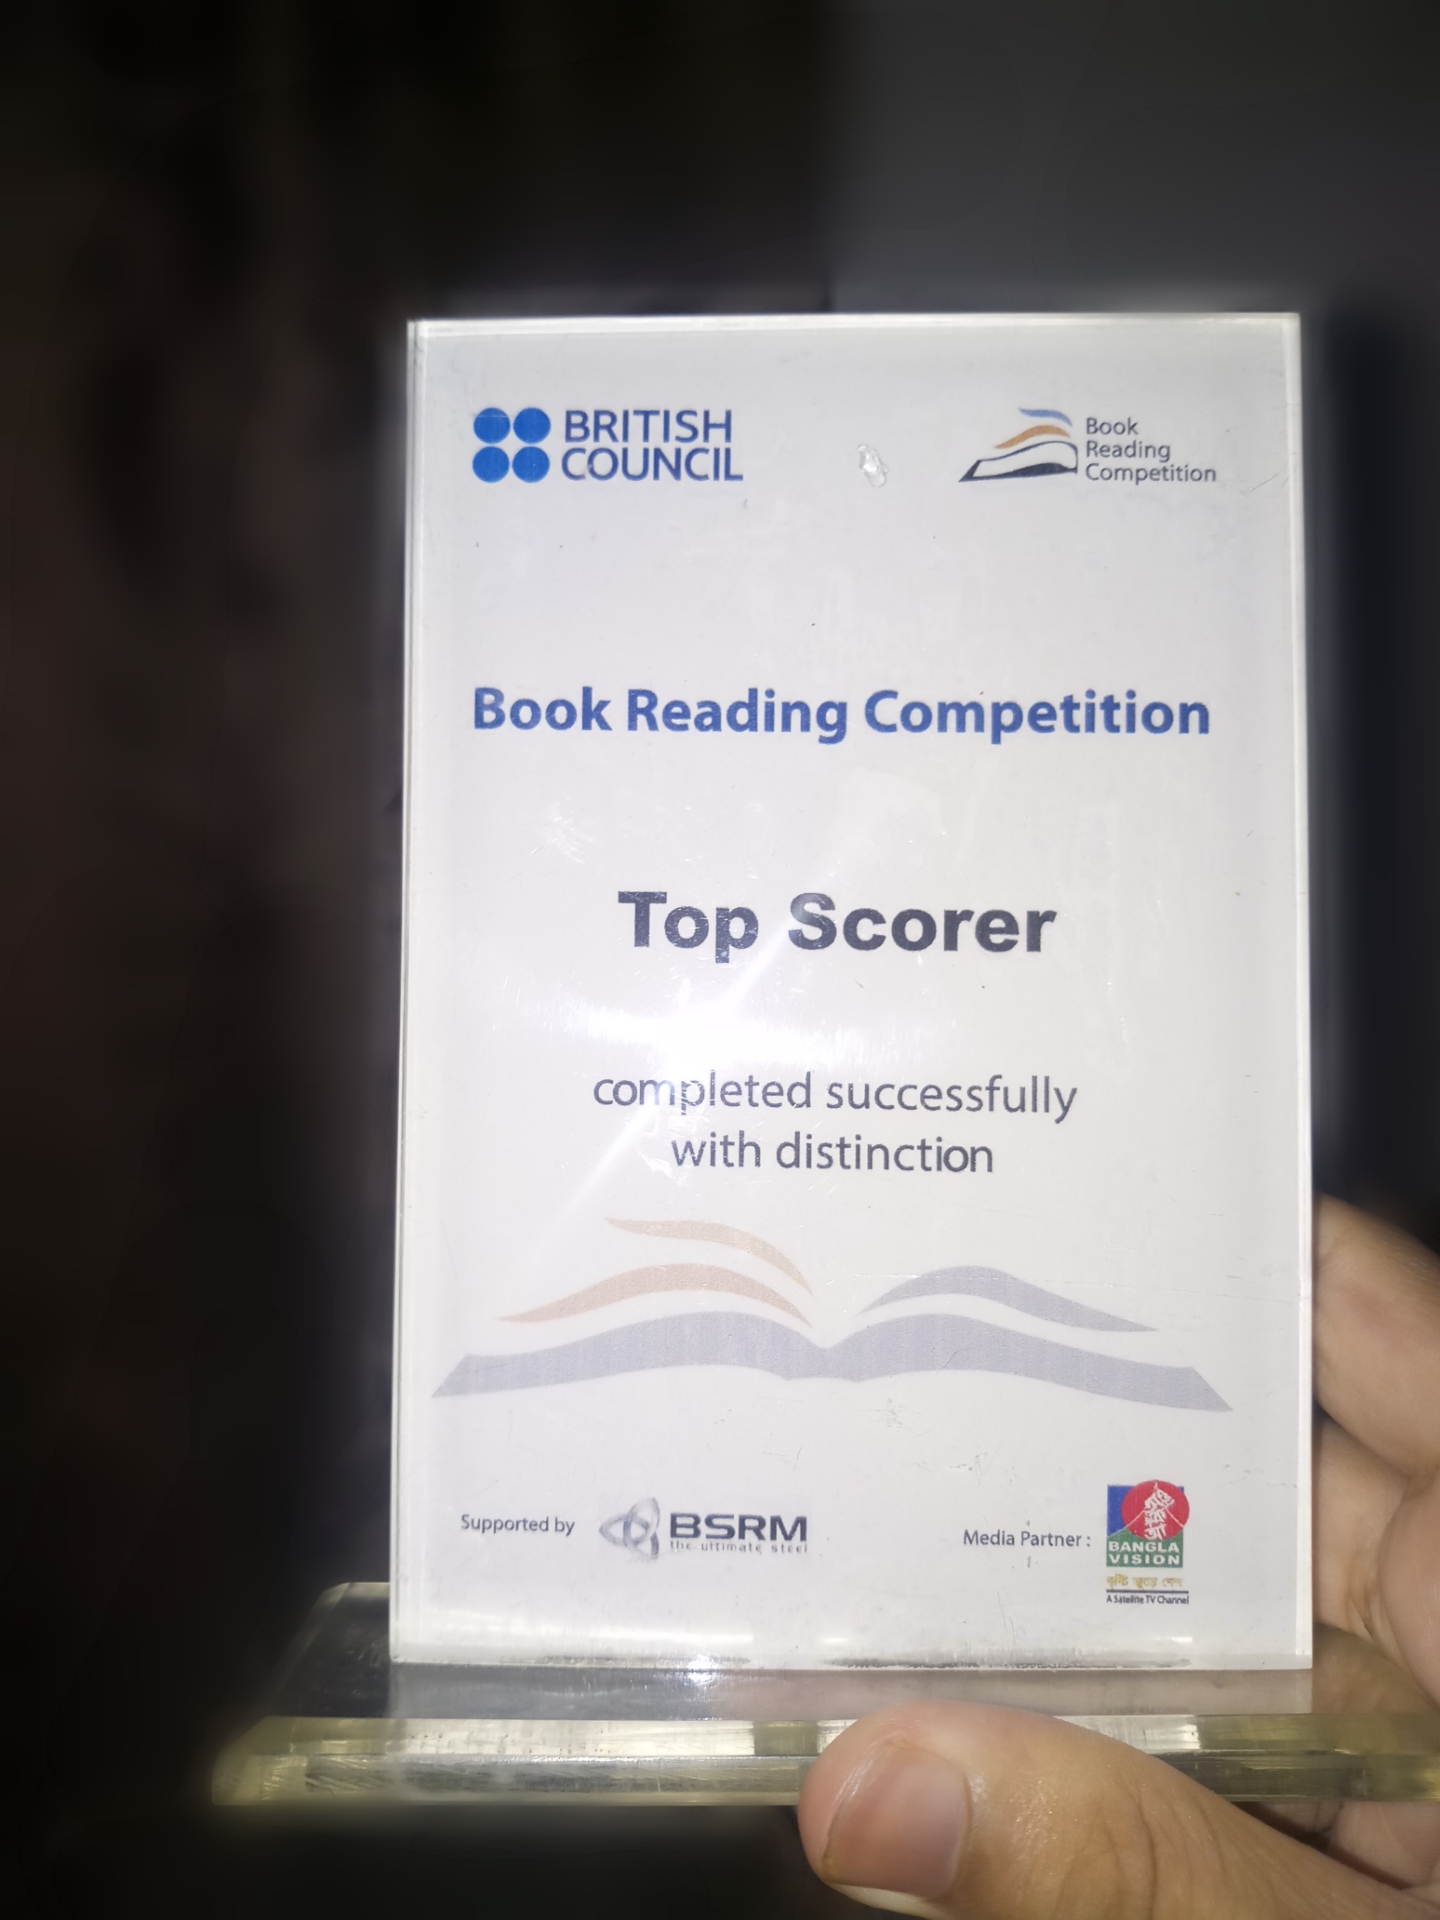 BRITISH
COUNCIL
Book
Reading
Competition
Book Reading Competition
Top Scorer
completed successfully
with distinction
Supported by
BSRM
the ultimate steel
Media Partner :
BANGLA
VISION
দৃষ্টি জুড়ে দেশ
A Satellite TV Channel